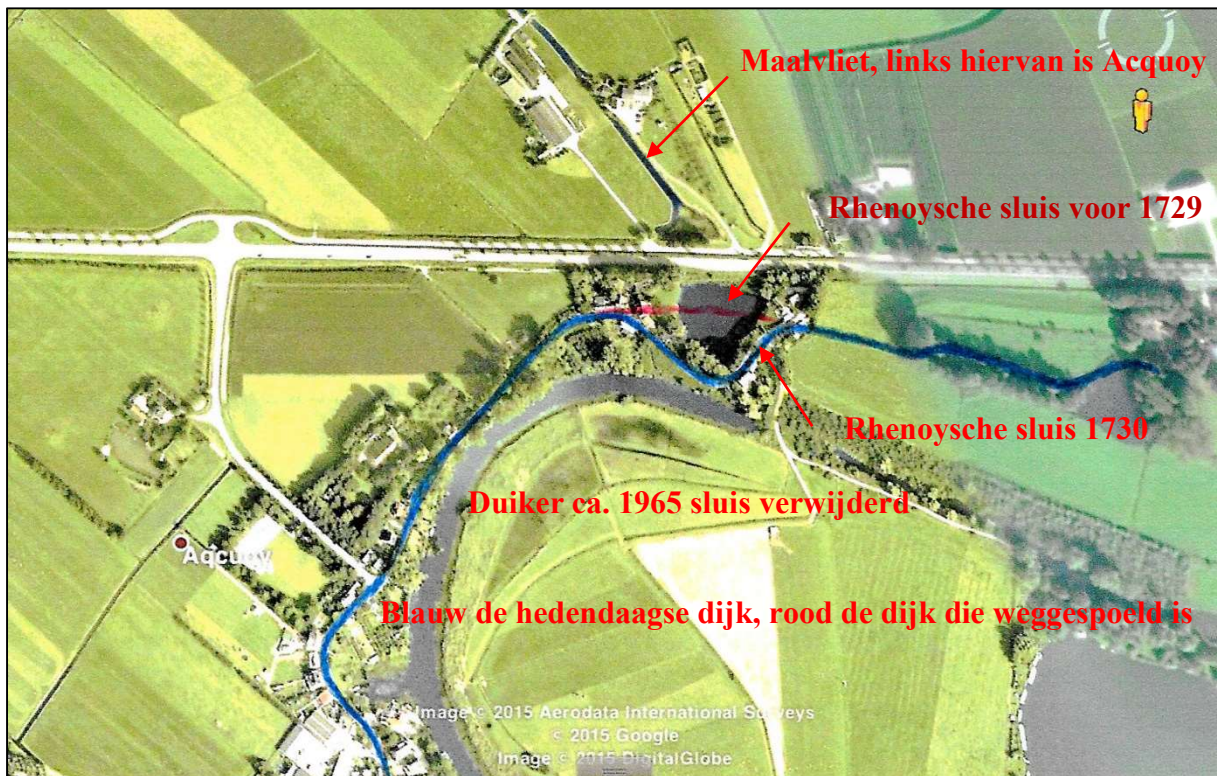 Maalvliet, links hiervan is Acquoy
Rhenoysche sluis voor 1729
Rhenoysche sluis 1730
Duiker ca. 1965 sluis verwijderd
Aqcuoy
Blauw de hedendaagse dijk, rood de dijk die weggespoeld is
Image © 2015 Aerodata International Surveys
© 2015 Google
Image © 2015 DigitalGlobe